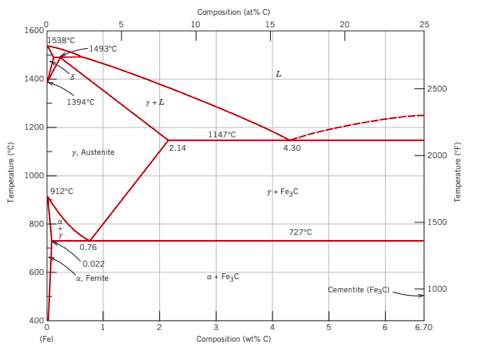 Composition (at% C)
0 5 10 15 20 25
1600
1538°C
1493°C
L
δ
1400
2500
1394°C
γ + L
1200
1147°C
2.14
4.30
γ, Austenite
2000
1000
Temperature (°C)
Temperature (°F)
912°C
γ + Fe₃C
800
α
+
γ
1500
727°C
0.76
0.022
600
α, Ferrite
α + Fe₃C
Cementite (Fe₃C)
1000
400
0 1 2 3 4 5 6 6.70
(Fe)
Composition (wt% C)